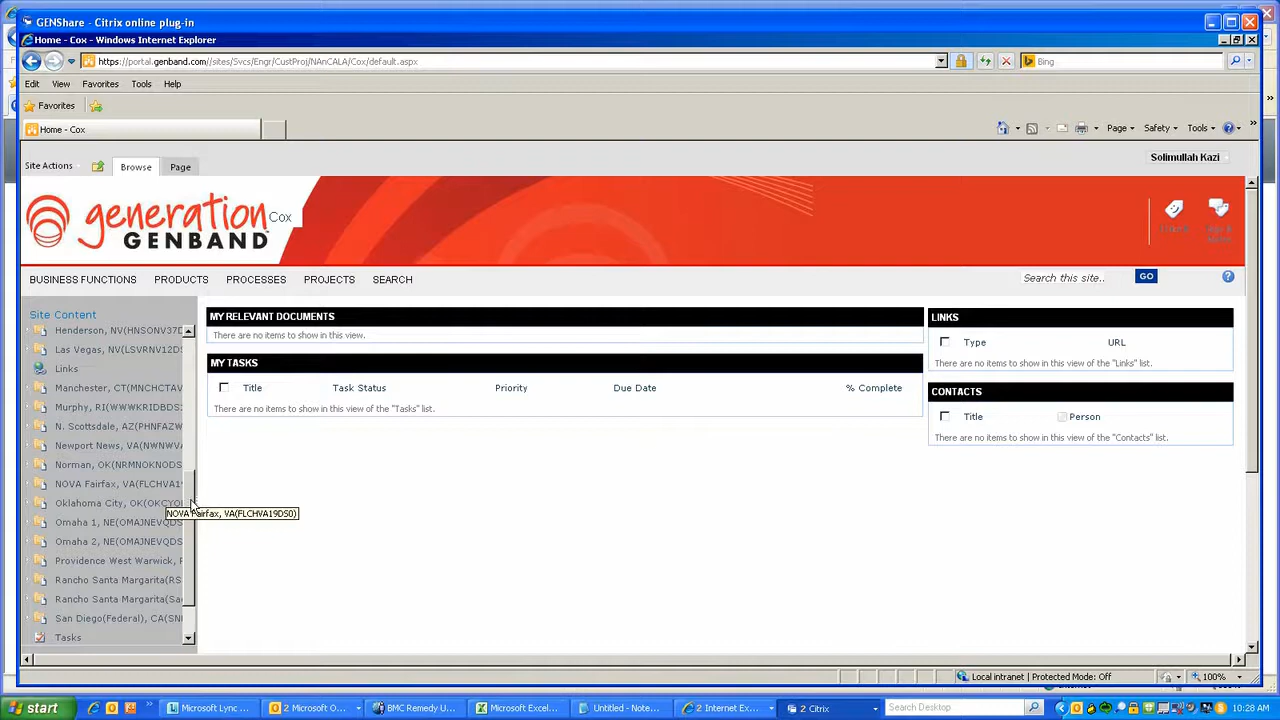 GENShare - Citrix online plug-in
Home - Cox - Windows Internet Explorer
https://portal.genband.com//sites/Svcs/Engr/CustProj/NAnCALA/Cox/default.aspx
Bing
Edit View Favorites Tools Help
Favorites
Home - Cox
Page Safety Tools
Site Actions Browse Page
Solimullah Kazi
generation Cox
GENBAND
BUSINESS FUNCTIONS PRODUCTS PROCESSES PROJECTS SEARCH
Search this site.. GO
Site Content
Henderson, NV(HNSONV37D
Las Vegas, NV(LSVRNV12DS
Links
Manchester, CT(MNCHCTAV
Murphy, RI(WWWKRIDBDS
N. Scottsdale, AZ(PHNFAZW
Newport News, VA(NWNWVA
Norman, OK(NRMNOKNODS
NOVA Fairfax, VA(FLCHVA19
Oklahoma City, OK(OKCYOK
NOVA Fairfax, VA(FLCHVA19DS0)
Omaha 1, NE(OMAJNEVQDS
Omaha 2, NE(OMAJNEVQDS
Providence West Warwick, R
Rancho Santa Margarita(RS
Rancho Santa Margarita(Sa
San Diego(Federal), CA(SN
Tasks
MY RELEVANT DOCUMENTS
There are no items to show in this view.
MY TASKS
Title Task Status Priority Due Date % Complete
There are no items to show in this view of the "Tasks" list.
LINKS
Type URL
There are no items to show in this view of the "Links" list.
CONTACTS
Title Person
There are no items to show in this view of the "Contacts" list.
Local intranet | Protected Mode: Off
100%
start
Microsoft Lync ...
2 Microsoft O...
BMC Remedy U...
Microsoft Excel...
Untitled - Note...
2 Internet Exp...
2 Citrix
Search Desktop
10:28 AM